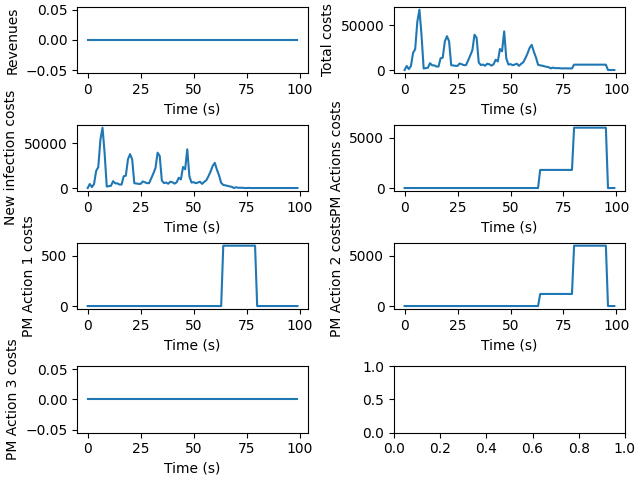 Revenues
0.05
0.00
−0.05
0 25 50 75 100
Time (s)
Total costs
50000
0
0 25 50 75 100
Time (s)
New infection costs
50000
0
0 25 50 75 100
Time (s)
PM Actions costs
5000
0
0 25 50 75 100
Time (s)
PM Action 1 costs
500
0
0 25 50 75 100
Time (s)
PM Action 2 costs
5000
0
0 25 50 75 100
Time (s)
PM Action 3 costs
0.05
0.00
−0.05
0 25 50 75 100
Time (s)
1.0
0.5
0.0
0.0 0.2 0.4 0.6 0.8 1.0